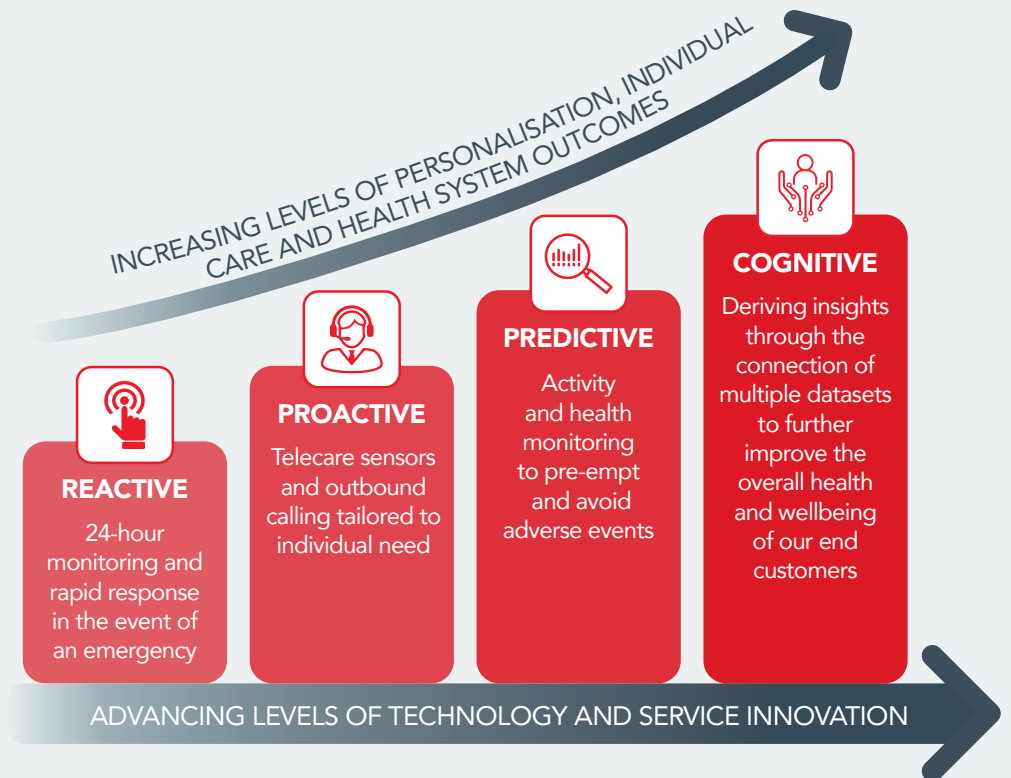 INCREASING LEVELS OF PERSONALISATION, INDIVIDUAL
CARE AND HEALTH SYSTEM OUTCOMES
REACTIVE
24-hour
monitoring and
rapid response
in the event of
an emergency
PROACTIVE
Telecare sensors
and outbound
calling tailored to
individual need
PREDICTIVE
Activity
and health
monitoring
to pre-empt
and avoid
adverse events
COGNITIVE
Deriving insights
through the
connection of
multiple datasets
to further
improve the
overall health
and wellbeing
of our end
customers
ADVANCING LEVELS OF TECHNOLOGY AND SERVICE INNOVATION